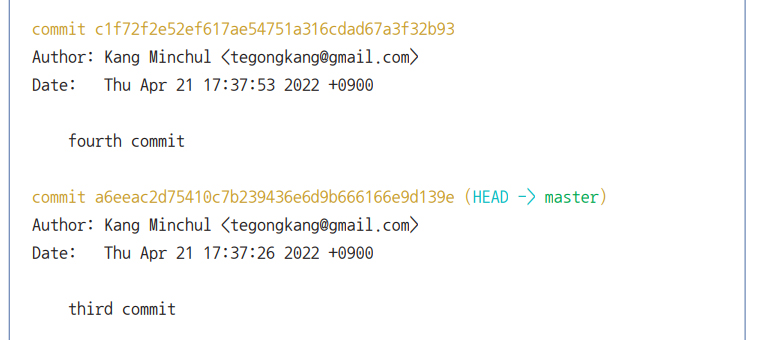 commit c1f72f2e52ef617ae54751a316cdad67a3f32b93
Author: Kang Minchul <tegongkang@gmail.com>
Date:   Thu Apr 21 17:37:53 2022 +0900
fourth commit
commit a6eeac2d75410c7b239436e6d9b666166e9d139e (HEAD -> master)
Author: Kang Minchul <tegongkang@gmail.com>
Date:   Thu Apr 21 17:37:26 2022 +0900
third commit